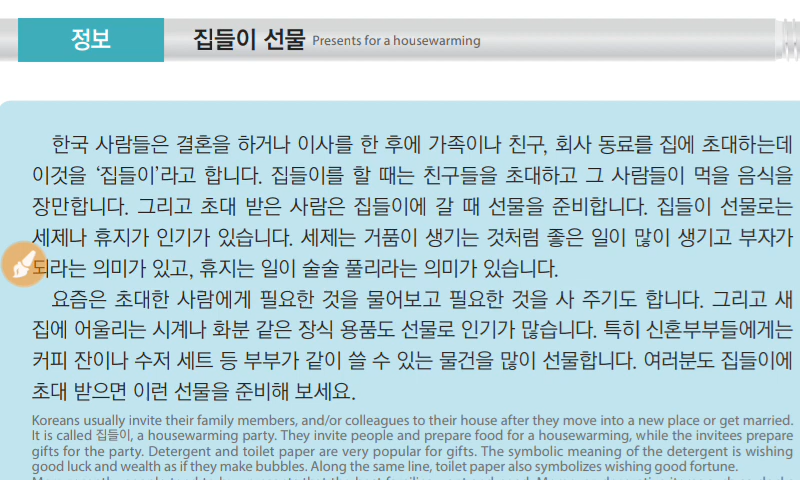 정보
집들이 선물 Presents for a housewarming
한국 사람들은 결혼을 하거나 이사를 한 후에 가족이나 친구, 회사 동료를 집에 초대하는데
이것을 ‘집들이’라고 합니다. 집들이를 할 때는 친구들을 초대하고 그 사람들이 먹을 음식을
장만합니다. 그리고 초대 받은 사람은 집들이에 갈 때 선물을 준비합니다. 집들이 선물로는
세제나 휴지가 인기가 있습니다. 세제는 거품이 생기는 것처럼 좋은 일이 많이 생기고 부자가
되라는 의미가 있고, 휴지는 일이 술술 풀리라는 의미가 있습니다.
요즘은 초대한 사람에게 필요한 것을 물어보고 필요한 것을 사 주기도 합니다. 그리고 새
집에 어울리는 시계나 화분 같은 장식 용품도 선물로 인기가 많습니다. 특히 신혼부부들에게는
커피 잔이나 수저 세트 등 부부가 같이 쓸 수 있는 물건을 많이 선물합니다. 여러분도 집들이에
초대 받으면 이런 선물을 준비해 보세요.
Koreans usually invite their family members, and/or colleagues to their house after they move into a new place or get married.
It is called 집들이, a housewarming party. They invite people and prepare food for a housewarming, while the invitees prepare
gifts for the party. Detergent and toilet paper are very popular for gifts. The symbolic meaning of the detergent is wishing
good luck and wealth as if they make bubbles. Along the same line, toilet paper also symbolizes wishing good fortune.